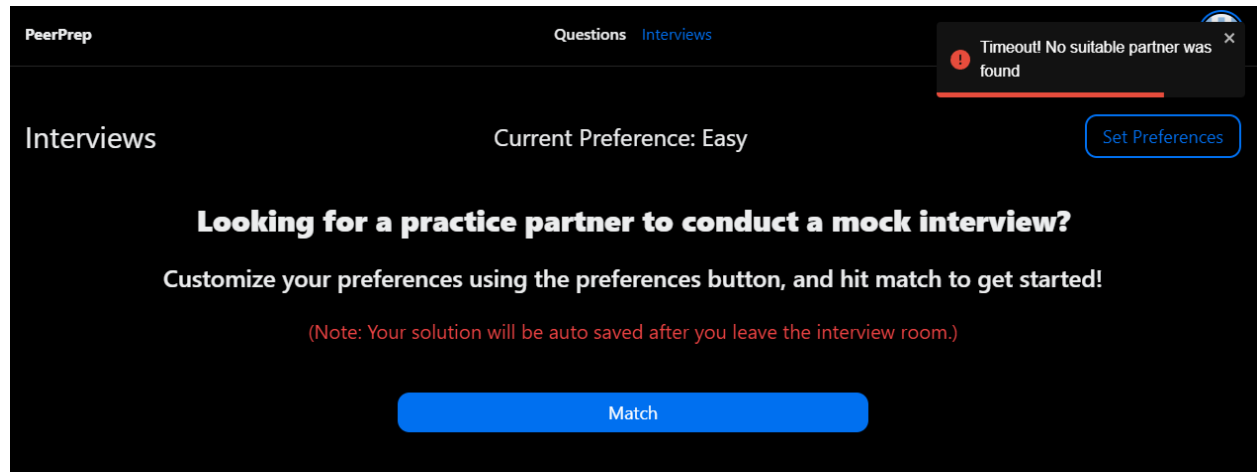 PeerPrep
Questions Interviews
Timeout! No suitable partner was
found
Interviews
Current Preference: Easy
Set Preferences
Looking for a practice partner to conduct a mock interview?
Customize your preferences using the preferences button, and hit match to get started!
(Note: Your solution will be auto saved after you leave the interview room.)
Match